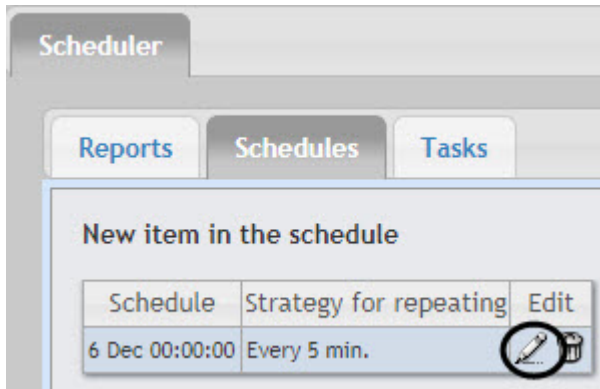 Scheduler
Reports Schedules Tasks
New item in the schedule
Schedule Strategy for repeating Edit
6 Dec 00:00:00 Every 5 min.